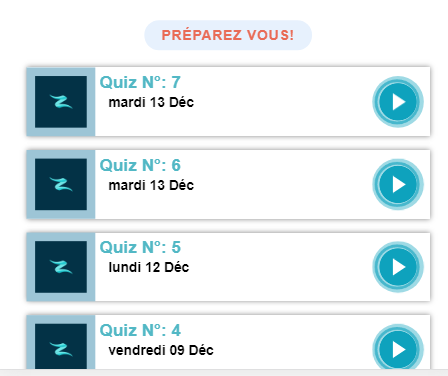 PRÉPAREZ VOUS!
Quiz N°: 7
mardi 13 Déc
Quiz N°: 6
mardi 13 Déc
Quiz N°: 5
lundi 12 Déc
Quiz N°: 4
vendredi 09 Déc